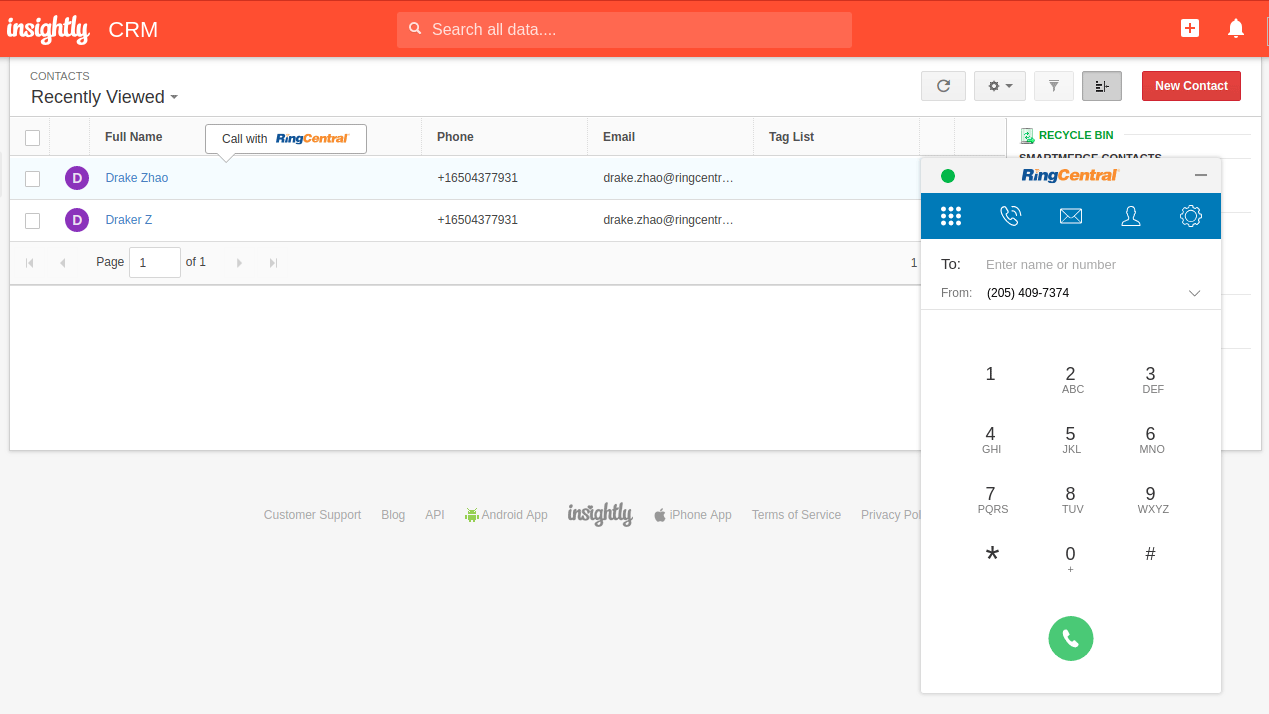 insightly CRM Search all data....
CONTACTS
Recently Viewed
New Contact
Full Name Call with RingCentral Phone Email Tag List
RECYCLE BIN
SMARTMERGE CONTACTS
D Drake Zhao +16504377931 drake.zhao@ringcentr…
D Draker Z +16504377931 drake.zhao@ringcentr…
Page 1 of 1 1
RingCentral
To: Enter name or number
From: (205) 409-7374
1 2 3
ABC DEF
4 5 6
GHI JKL MNO
7 8 9
PQRS TUV WXYZ
* 0 #
+
Customer Support Blog API Android App insightly iPhone App Terms of Service Privacy Pol